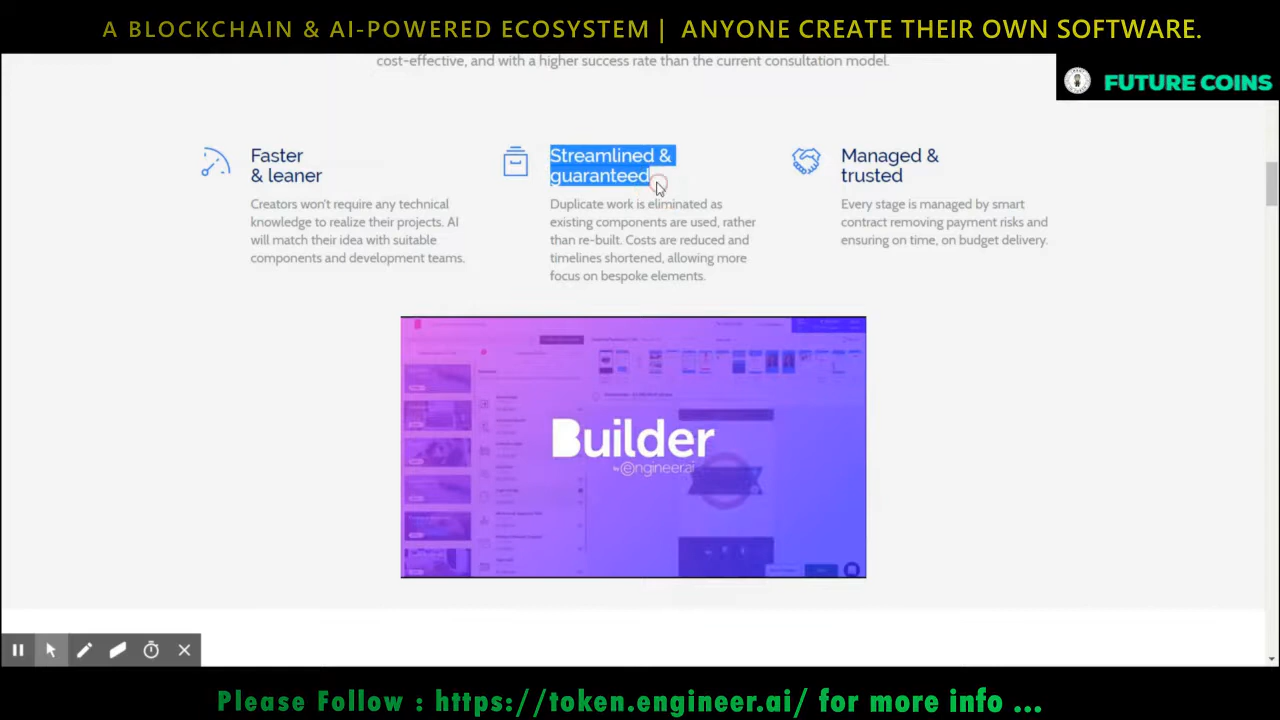 A BLOCKCHAIN & AI-POWERED ECOSYSTEM | ANYONE CREATE THEIR OWN SOFTWARE.
cost-effective, and with a higher success rate than the current consultation model.
FUTURE COINS
Faster
& leaner
Creators won't require any technical
knowledge to realize their projects. AI
will match their idea with suitable
components and development teams.
Streamlined &
guaranteed
Duplicate work is eliminated as
existing components are used, rather
than re-built. Costs are reduced and
timelines shortened, allowing more
focus on bespoke elements.
Managed &
trusted
Every stage is managed by smart
contract removing payment risks and
ensuring on time, on budget delivery.
Builder
by engineer.ai
Please Follow : https://token.engineer.ai/ for more info ...